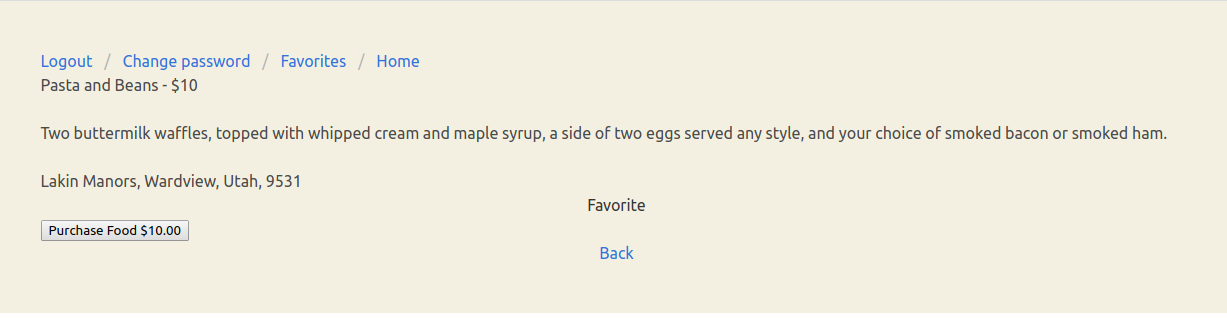 Logout / Change password / Favorites / Home
Pasta and Beans - $10
Two buttermilk waffles, topped with whipped cream and maple syrup, a side of two eggs served any style, and your choice of smoked bacon or smoked ham.
Lakin Manors, Wardview, Utah, 9531
Favorite
Purchase Food $10.00
Back